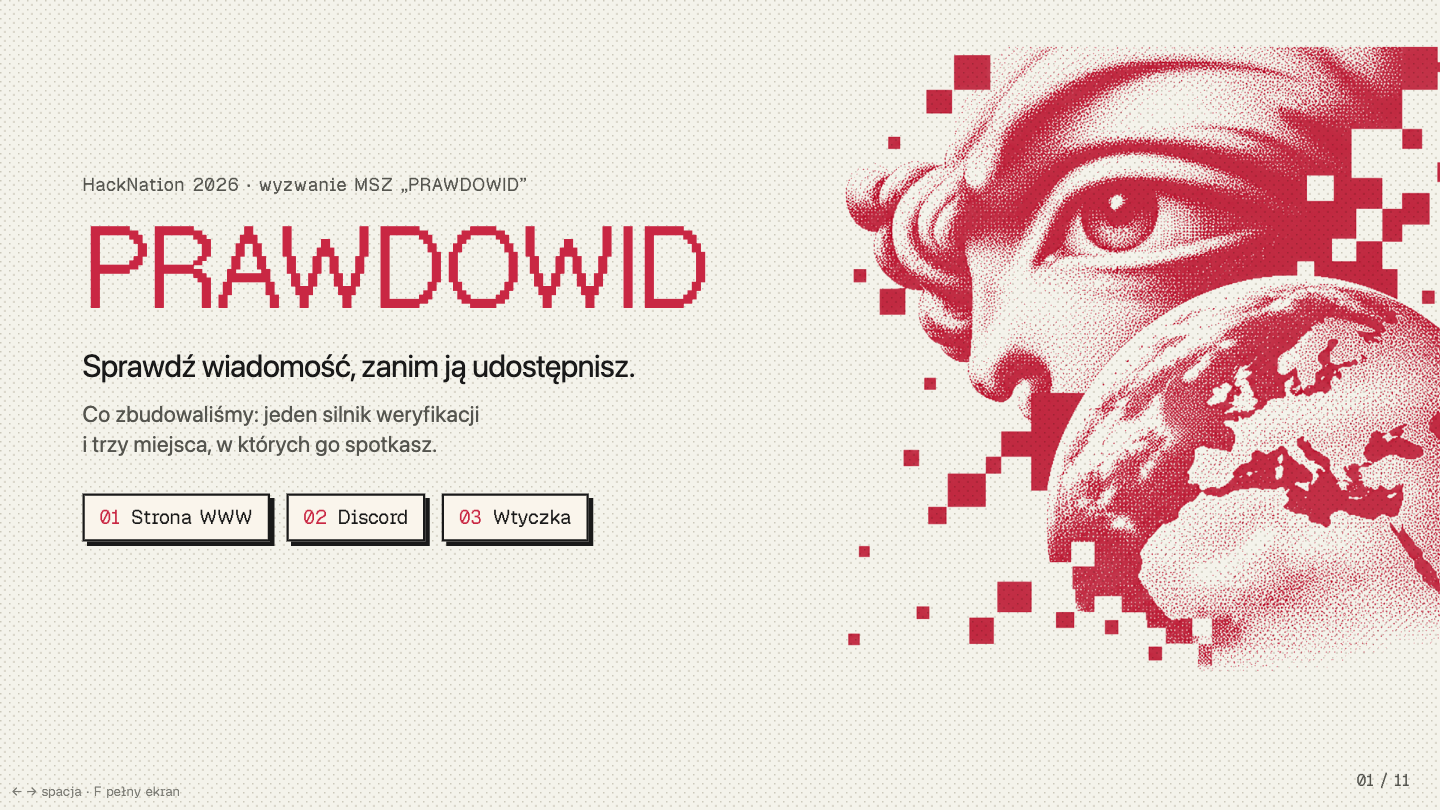 HackNation 2026 · wyzwanie MSZ „PRAWDOWID”
PRAWDOWID
Sprawdź wiadomość, zanim ją udostępnisz.
Co zbudowaliśmy: jeden silnik weryfikacji
i trzy miejsca, w których go spotkasz.
01 Strona WWW
02 Discord
03 Wtyczka
← → spacja · F pełny ekran
01 / 11